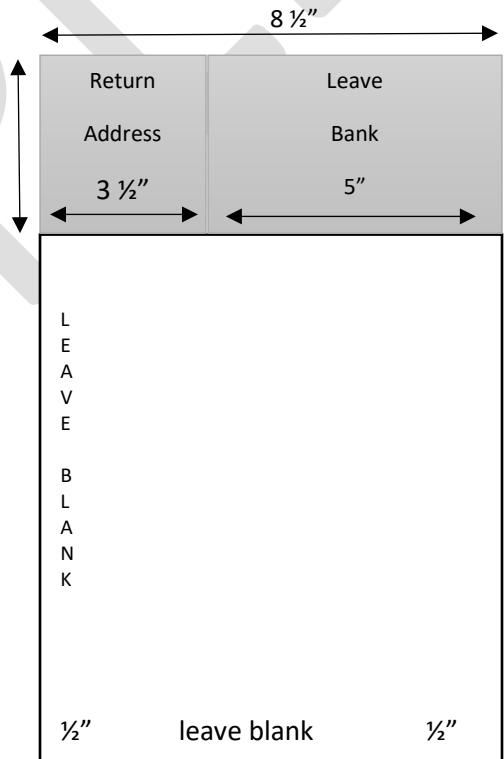 8 ½”
Return
Address
3 ½”
Leave
Bank
5”
L
E
A
V
E
B
L
A
N
K
½” leave blank ½”